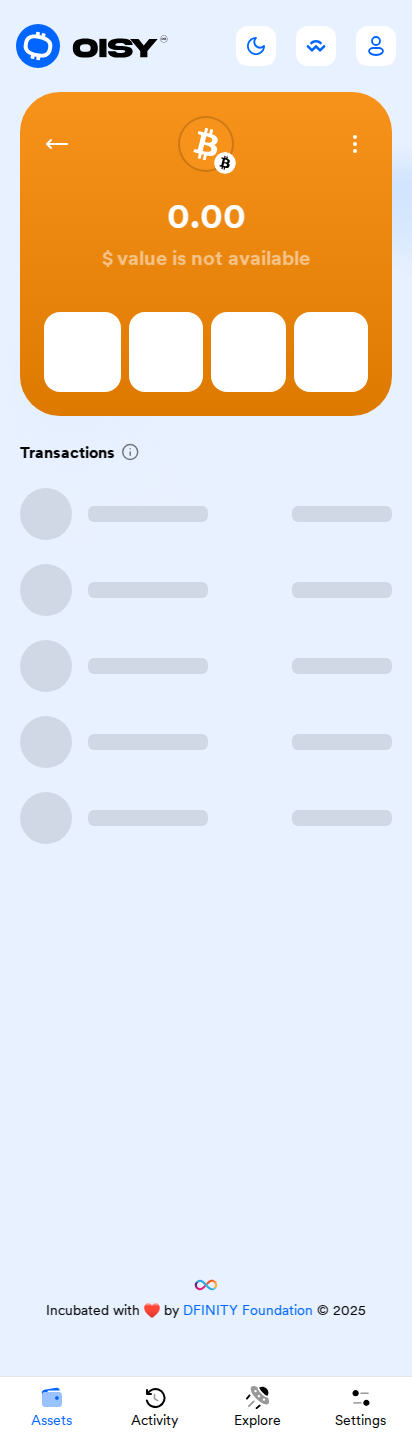 OISY
0.00
$ value is not available
Transactions
Incubated with ❤️ by DFINITY Foundation © 2025
Assets
Activity
Explore
Settings